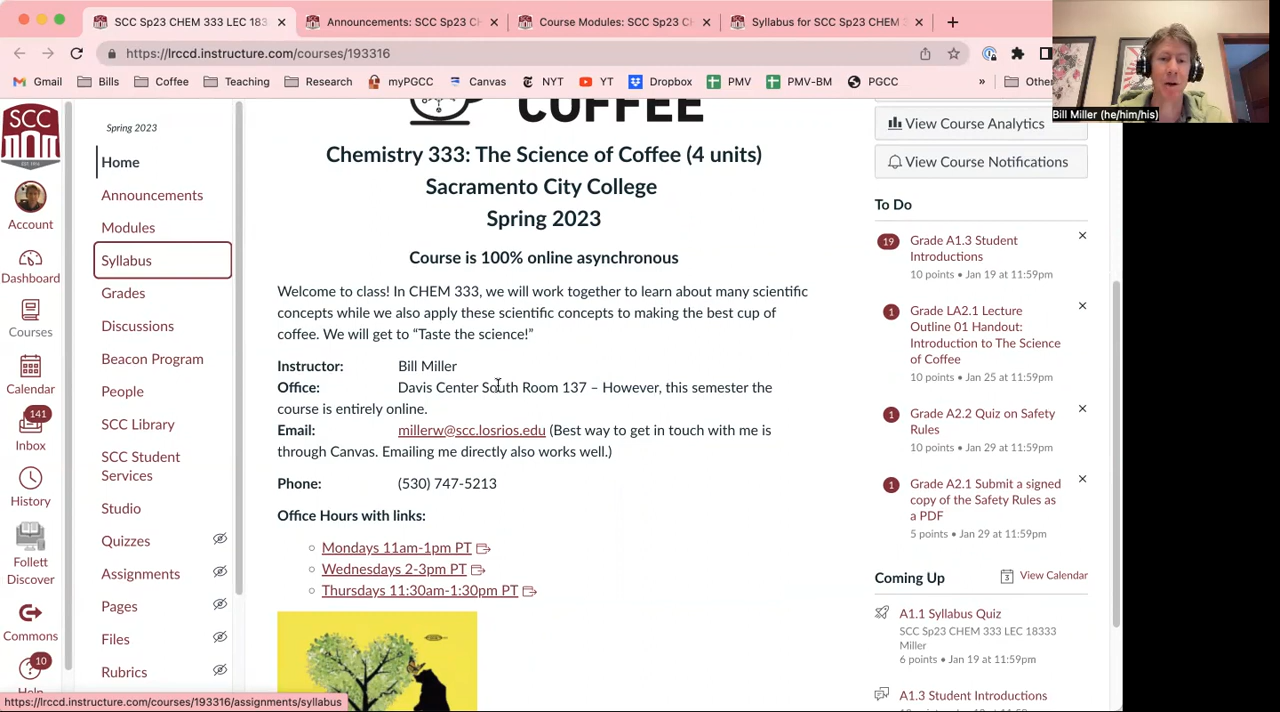 SCC Sp23 CHEM 333 LEC 183
Announcements: SCC Sp23 C
Course Modules: SCC Sp23 C
Syllabus for SCC Sp23 CHEM
https://lrccd.instructure.com/courses/193316
Gmail
Bills
Coffee
Teaching
Research
myPGCC
Canvas
NYT
YT
Dropbox
PMV
PMV-BM
PGCC
»
Other
Bill Miller (he/him/his)
SCC
Account
Dashboard
Courses
Calendar
141
Inbox
History
Follett
Discover
Commons
10
Help
Spring 2023
Home
Announcements
Modules
Syllabus
Grades
Discussions
Beacon Program
People
SCC Library
SCC Student
Services
Studio
Quizzes
Assignments
Pages
Files
Rubrics
COFFEE
Chemistry 333: The Science of Coffee (4 units)
Sacramento City College
Spring 2023
Course is 100% online asynchronous
Welcome to class! In CHEM 333, we will work together to learn about many scientific
concepts while we also apply these scientific concepts to making the best cup of
coffee. We will get to “Taste the science!”
Instructor: Bill Miller
Office: Davis Center South Room 137 – However, this semester the
course is entirely online.
Email: millerw@scc.losrios.edu (Best way to get in touch with me is
through Canvas. Emailing me directly also works well.)
Phone: (530) 747-5213
Office Hours with links:
Mondays 11am-1pm PT
Wednesdays 2-3pm PT
Thursdays 11:30am-1:30pm PT
View Course Analytics
View Course Notifications
To Do
19 Grade A1.3 Student
Introductions
10 points • Jan 19 at 11:59pm
1 Grade LA2.1 Lecture
Outline 01 Handout:
Introduction to The Science
of Coffee
10 points • Jan 25 at 11:59pm
1 Grade A2.2 Quiz on Safety
Rules
10 points • Jan 29 at 11:59pm
1 Grade A2.1 Submit a signed
copy of the Safety Rules as
a PDF
5 points • Jan 29 at 11:59pm
Coming Up
3 View Calendar
A1.1 Syllabus Quiz
SCC Sp23 CHEM 333 LEC 18333
Miller
6 points • Jan 19 at 11:59pm
A1.3 Student Introductions
https://lrccd.instructure.com/courses/193316/assignments/syllabus